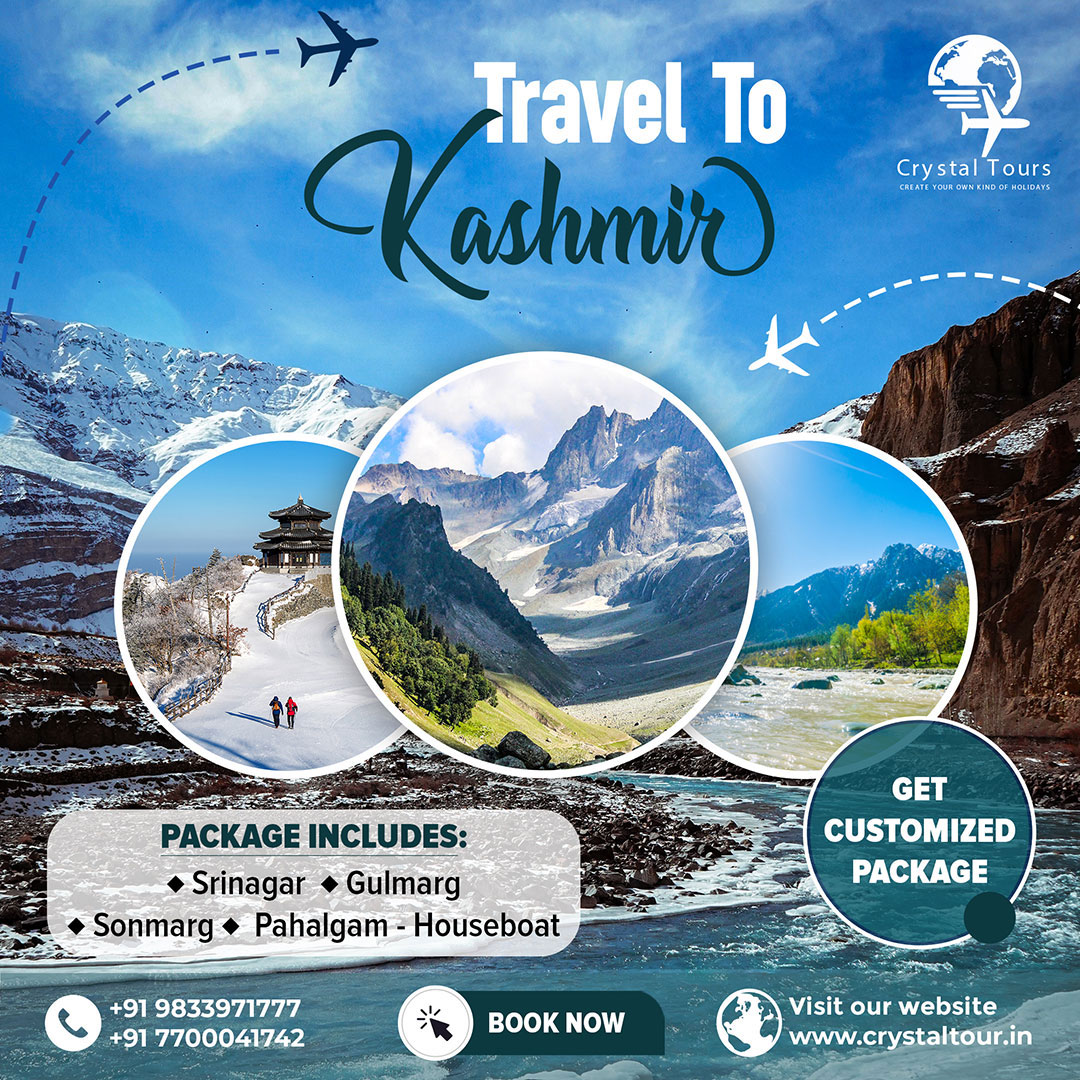 Travel To
Kashmir
Crystal Tours
CREATE YOUR OWN KIND OF HOLIDAYS
GET
CUSTOMIZED
PACKAGE
PACKAGE INCLUDES:
◆ Srinagar ◆ Gulmarg
◆ Sonmarg ◆ Pahalgam - Houseboat
+91 9833971777
+91 7700041742
BOOK NOW
Visit our website
www.crystaltour.in